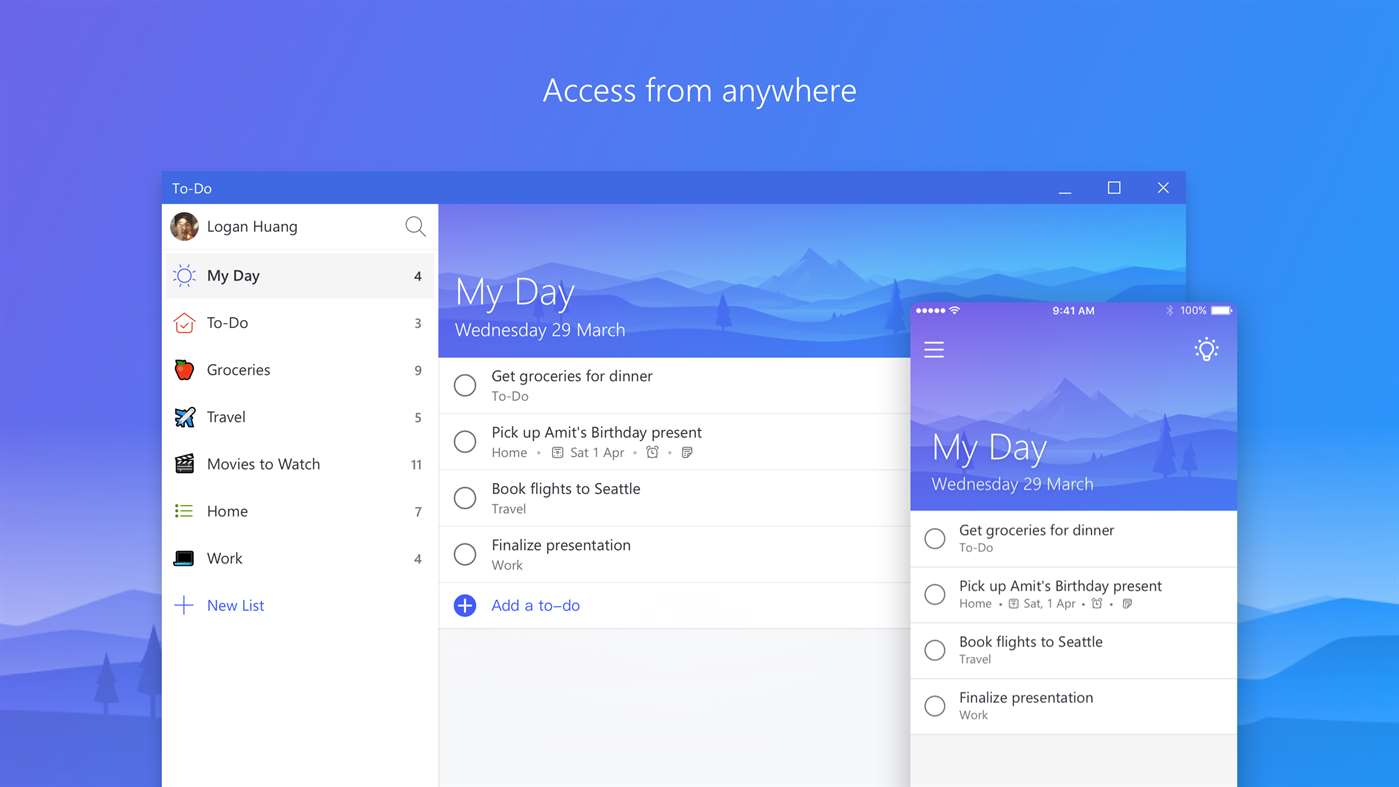 Access from anywhere
To-Do
Logan Huang
My Day 4
To-Do 3
Groceries 9
Travel 5
Movies to Watch 11
Home 7
Work 4
New List
My Day
Wednesday 29 March
Get groceries for dinner
To-Do
Pick up Amit's Birthday present
Home • Sat 1 Apr • •
Book flights to Seattle
Travel
Finalize presentation
Work
Add a to–do
9:41 AM 100%
My Day
Wednesday 29 March
Get groceries for dinner
To-Do
Pick up Amit's Birthday present
Home • Sat, 1 Apr • •
Book flights to Seattle
Travel
Finalize presentation
Work